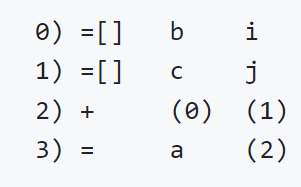 0) =[] b i
1) =[] c j
2) + (0) (1)
3) = a (2)